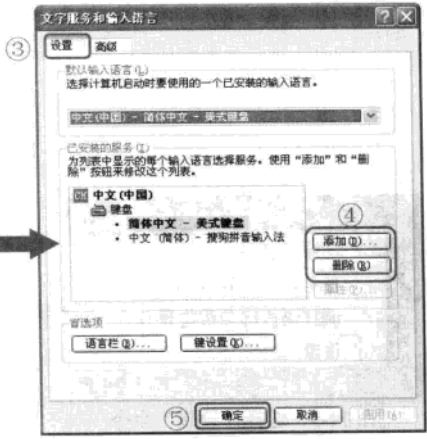 文字服务和输入语言
③ 设置 高级
默认输入语言(L)
选择计算机启动时要使用的一个已安装的输入语言。
中文(中国) - 简体中文 - 美式键盘
已安装的服务(I)
为列表中显示的每个输入语言选择服务。使用“添加”和“删
除”按钮来修改这个列表。
CH 中文(中国)
键盘
• 简体中文 - 美式键盘
• 中文 (简体) - 搜狗拼音输入法
④
添加(D)...
删除(R)
属性(P)...
首选项
语言栏(B)...
键设置(K)...
⑤ 确定
取消
应用(A)